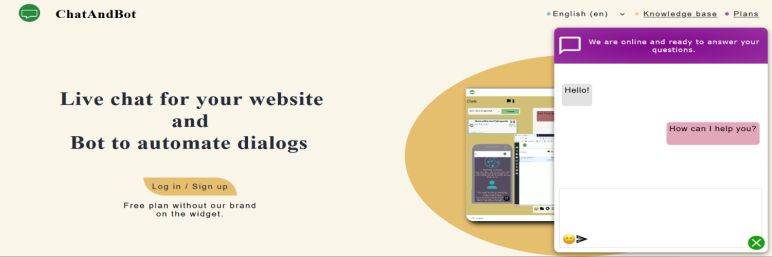 ChatAndBot
English (en)
Knowledge base
Plans
We are online and ready to answer your
questions.
Hello!
How can I help you?
Live chat for your website
and
Bot to automate dialogs
Log in / Sign up
Free plan without our brand
on the widget.